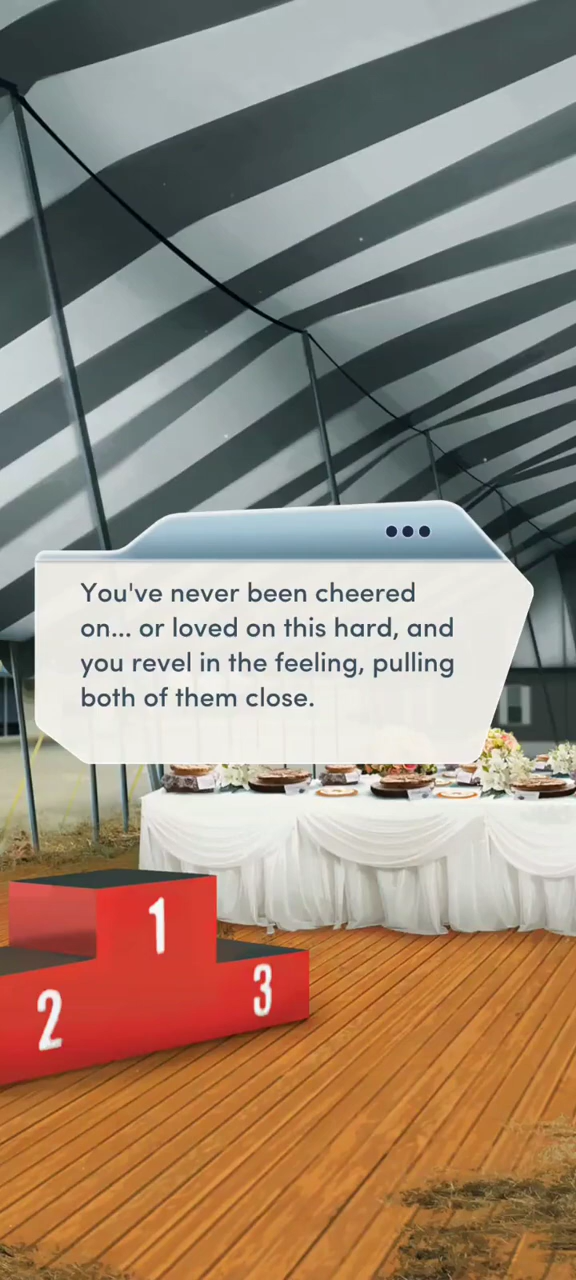 You've never been cheered
on... or loved on this hard, and
you revel in the feeling, pulling
both of them close.
1
2
3